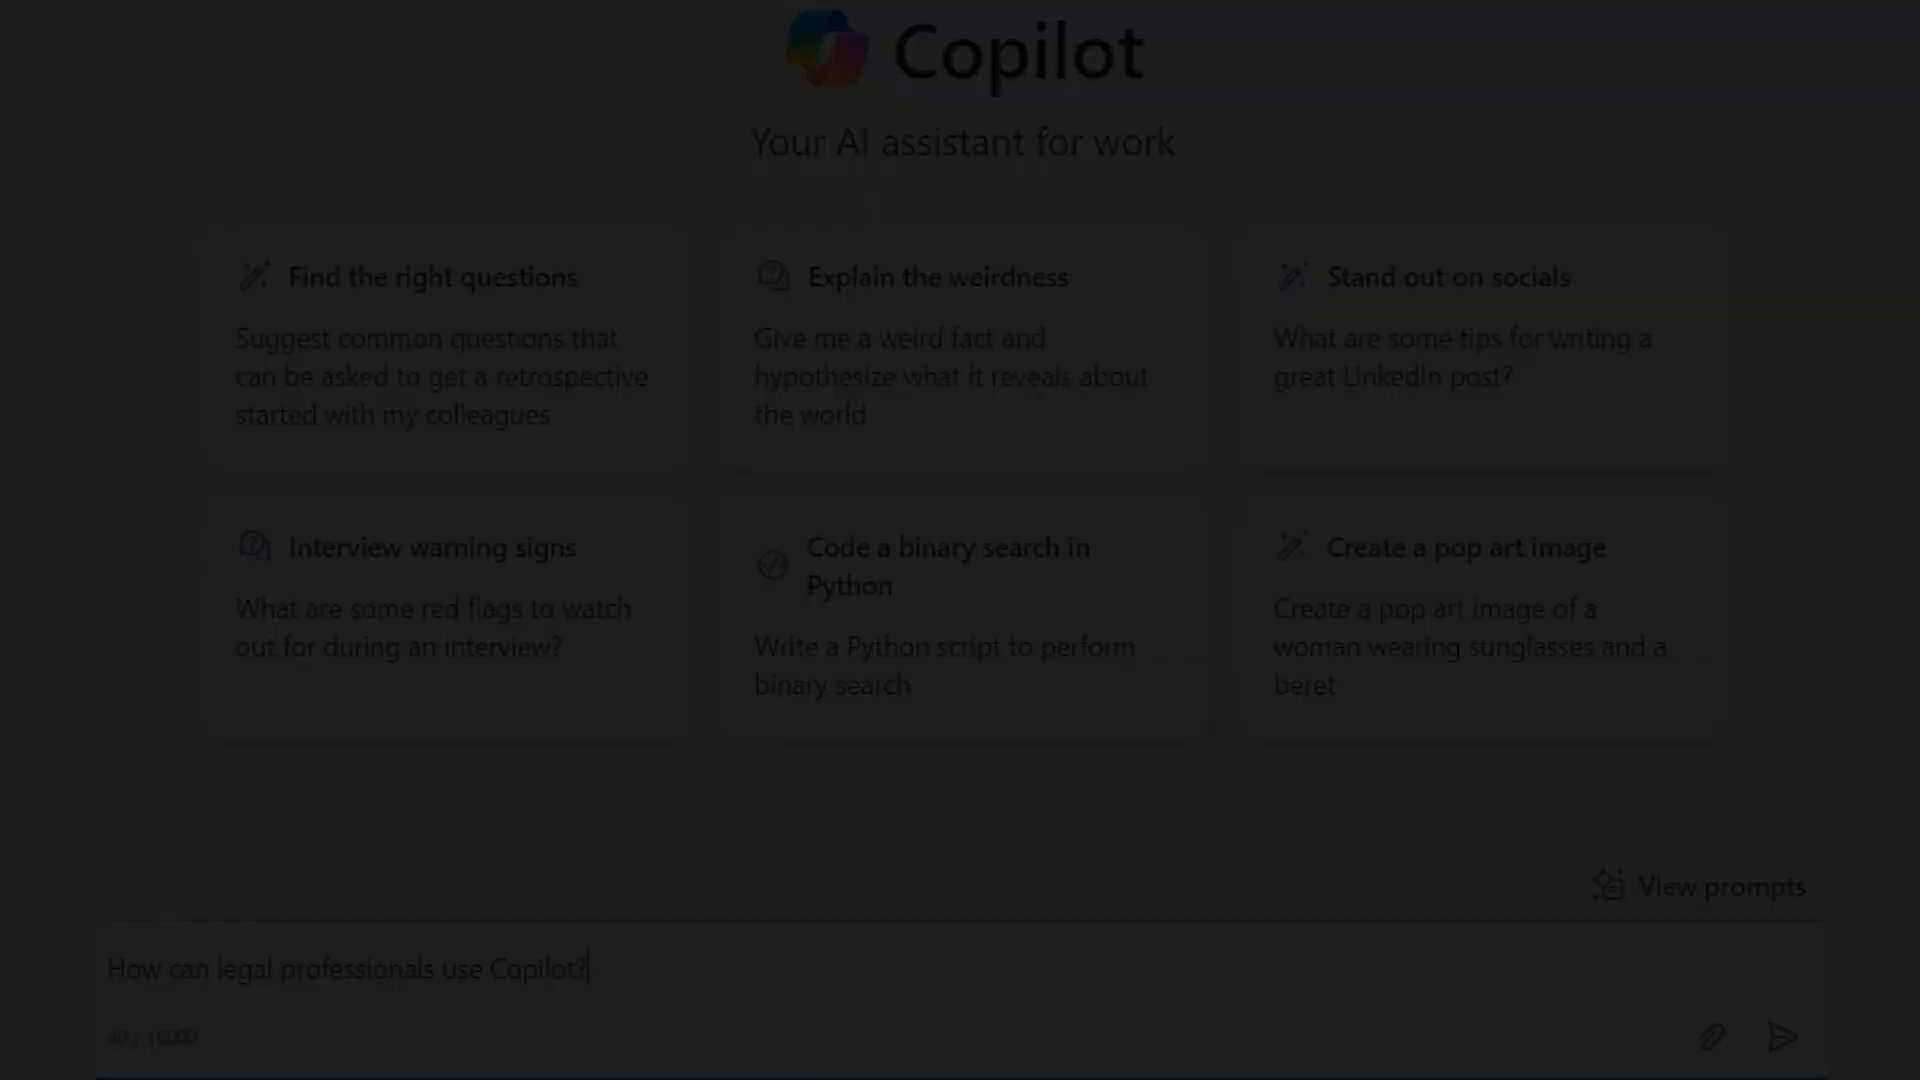 Copilot
Your AI assistant for work
Find the right questions
Suggest common questions that
can be asked to get a retrospective
started with my colleagues
Explain the weirdness
Give me a weird fact and
hypothesize what it reveals about
the world
Stand out on socials
What are some tips for writing a
great LinkedIn post?
Interview warning signs
What are some red flags to watch
out for during an interview?
Code a binary search in
Python
Write a Python script to perform
binary search
Create a pop art image
Create a pop art image of a
woman wearing sunglasses and a
beret
View prompts
How can legal professionals use Copilot?